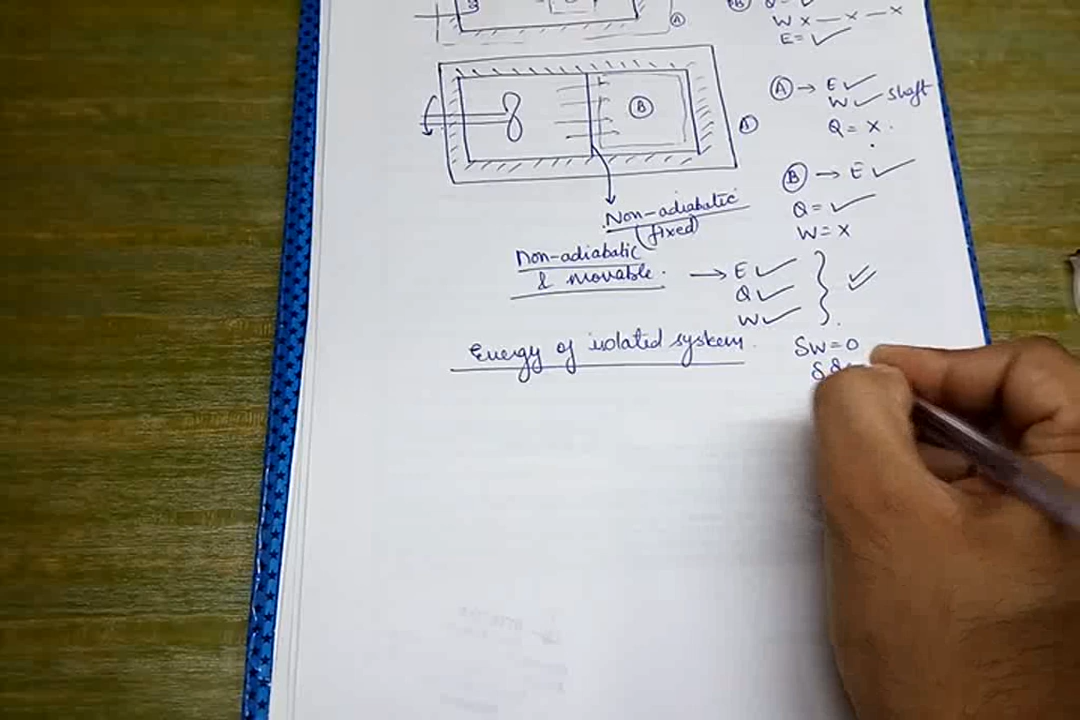 A
W x — x — x
E = ✓
B
A
A → E ✓
W ✓ shaft
Q = x .
B → E ✓
Q = ✓
W = x
Non-adiabatic
(fixed)
Non-adiabatic
& movable. → E ✓
Q ✓
W ✓
Energy of isolated system.
δW = 0